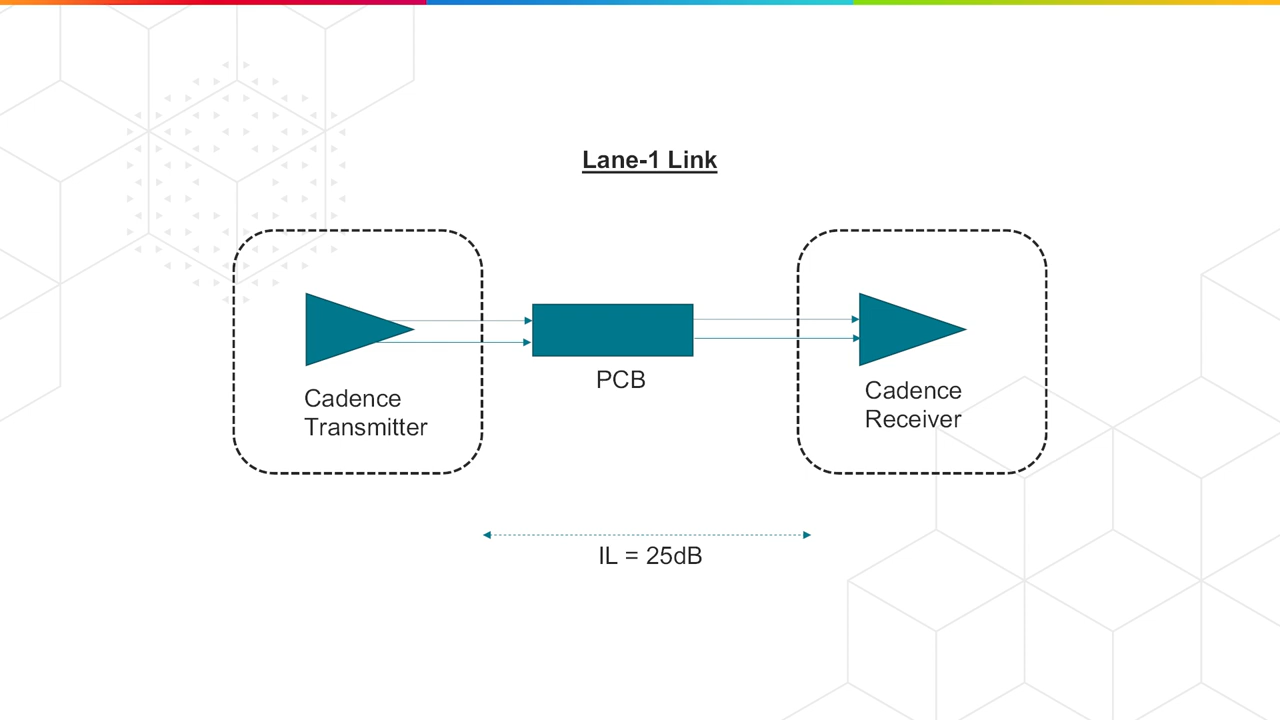 Lane-1 Link
Cadence
Transmitter
PCB
Cadence
Receiver
IL = 25dB